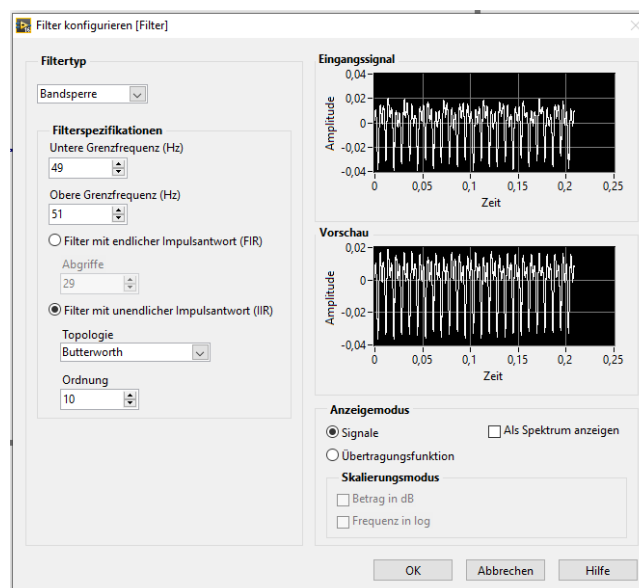 Filter konfigurieren [Filter]
Filtertyp
Bandsperre
Filterspezifikationen
Untere Grenzfrequenz (Hz)
49
Obere Grenzfrequenz (Hz)
51
Filter mit endlicher Impulsantwort (FIR)
Abgriffe
29
Filter mit unendlicher Impulsantwort (IIR)
Topologie
Butterworth
Ordnung
10
Eingangssignal
0,04
0,02
0
-0,02
-0,04
Amplitude
0 0,05 0,1 0,15 0,2 0,25
Zeit
Vorschau
0,02
0
-0,02
-0,04
Amplitude
0 0,05 0,1 0,15 0,2 0,25
Zeit
Anzeigemodus
Signale
Als Spektrum anzeigen
Übertragungsfunktion
Skalierungsmodus
Betrag in dB
Frequenz in log
OK Abbrechen Hilfe